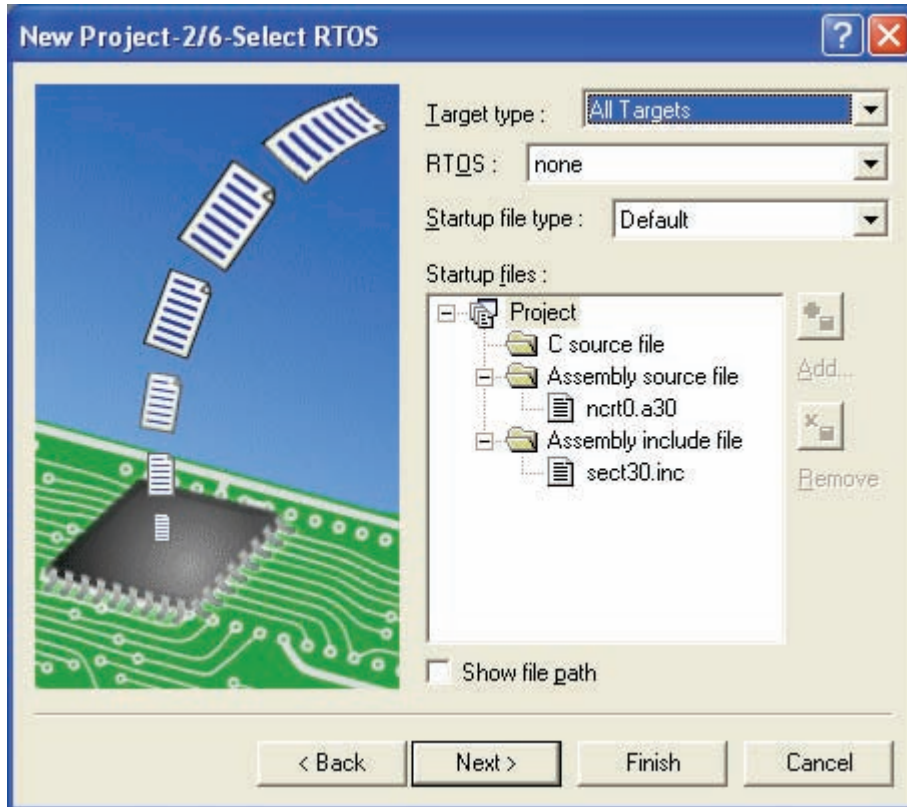 New Project-2/6-Select RTOS
Target type : All Targets
RTOS : none
Startup file type : Default
Startup files :
Project
C source file
Assembly source file
ncrt0.a30
Assembly include file
sect30.inc
Add...
Remove
Show file path
< Back Next > Finish Cancel